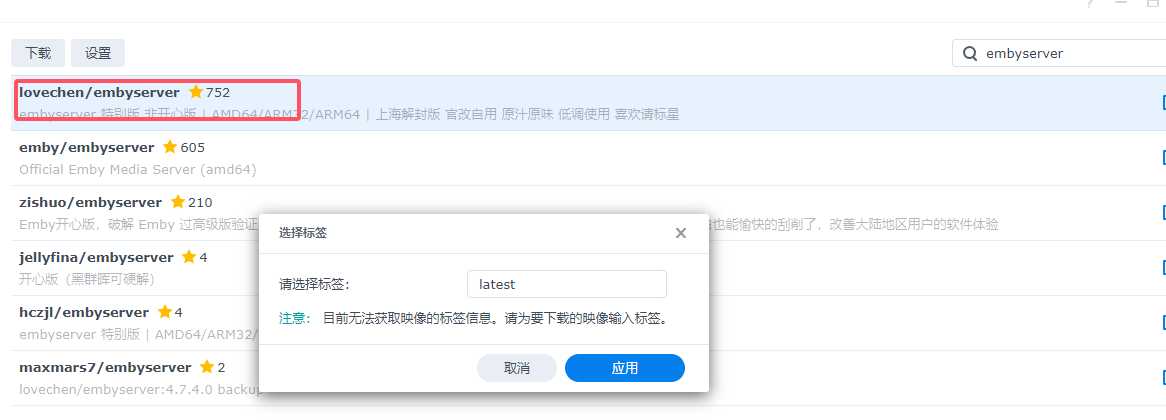 下载 设置 embyserver
lovechen/embyserver 752
embyserver 特别版 非开心版 | AMD64/ARM32/ARM64 | 上海解封版 官改自用 原汁原味 低调使用 喜欢请标星
emby/embyserver 605
Official Emby Media Server (amd64)
zishuo/embyserver 210
Emby开心版，破解 Emby 过高级版验证 也能愉快的刮削了，改善大陆地区用户的软件体验
选择标签
jellyfina/embyserver 4
开心版（黑群晖可硬解）
请选择标签： latest
hczjl/embyserver 4
注意： 目前无法获取映像的标签信息。请为要下载的映像输入标签。
embyserver 特别版 | AMD64/ARM32/
maxmars7/embyserver 2
取消 应用
lovechen/embyserver:4.7.4.0 backup